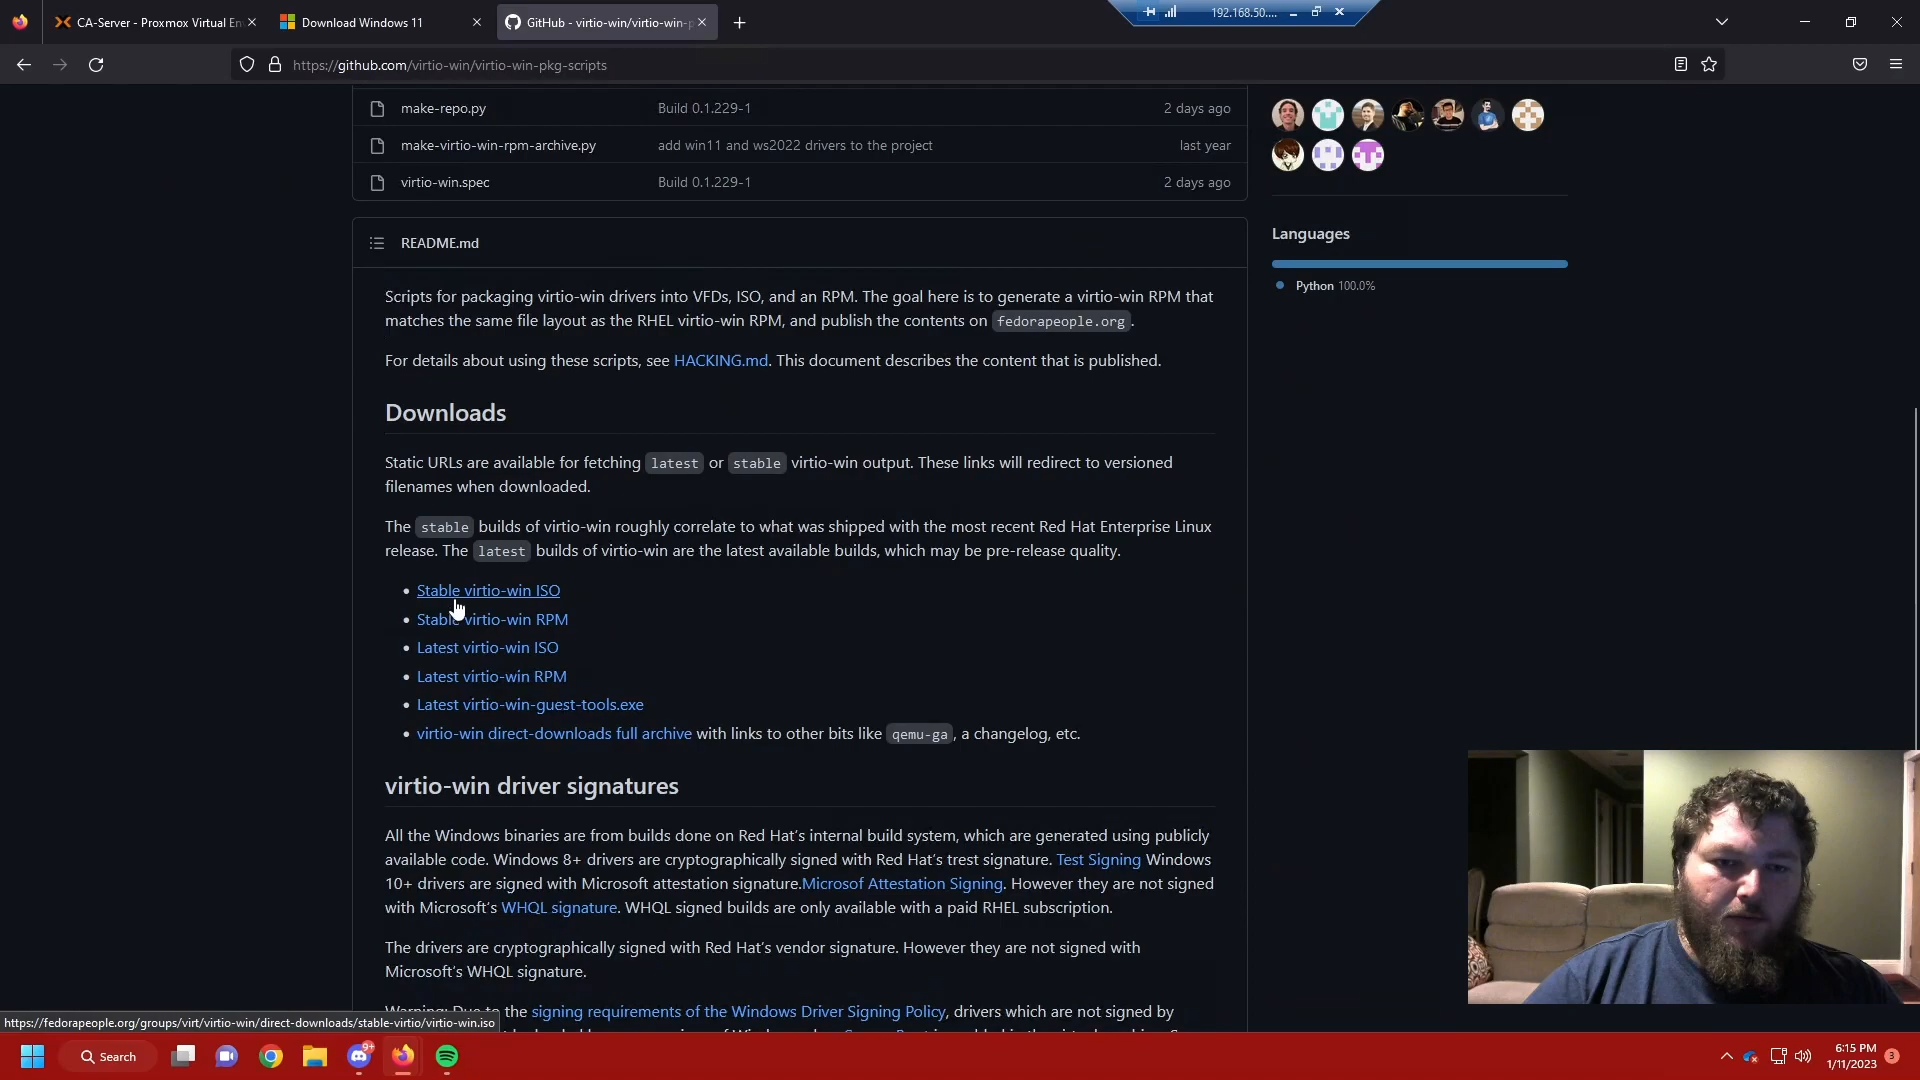 CA-Server - Proxmox Virtual En
Download Windows 11
GitHub - virtio-win/virtio-win-p
192.168.50....
https://github.com/virtio-win/virtio-win-pkg-scripts
make-repo.py Build 0.1.229-1 2 days ago
make-virtio-win-rpm-archive.py add win11 and ws2022 drivers to the project last year
virtio-win.spec Build 0.1.229-1 2 days ago
Languages
Python 100.0%
README.md
Scripts for packaging virtio-win drivers into VFDs, ISO, and an RPM. The goal here is to generate a virtio-win RPM that
matches the same file layout as the RHEL virtio-win RPM, and publish the contents on fedorapeople.org.
For details about using these scripts, see HACKING.md. This document describes the content that is published.
Downloads
Static URLs are available for fetching latest or stable virtio-win output. These links will redirect to versioned
filenames when downloaded.
The stable builds of virtio-win roughly correlate to what was shipped with the most recent Red Hat Enterprise Linux
release. The latest builds of virtio-win are the latest available builds, which may be pre-release quality.
• Stable virtio-win ISO
• Stable virtio-win RPM
• Latest virtio-win ISO
• Latest virtio-win RPM
• Latest virtio-win-guest-tools.exe
• virtio-win direct-downloads full archive with links to other bits like qemu-ga, a changelog, etc.
virtio-win driver signatures
All the Windows binaries are from builds done on Red Hat's internal build system, which are generated using publicly
available code. Windows 8+ drivers are cryptographically signed with Red Hat's trest signature. Test Signing Windows
10+ drivers are signed with Microsoft attestation signature.Microsof Attestation Signing. However they are not signed
with Microsoft's WHQL signature. WHQL signed builds are only available with a paid RHEL subscription.
The drivers are cryptographically signed with Red Hat's vendor signature. However they are not signed with
Microsoft's WHQL signature.
Warning: Due to the signing requirements of the Windows Driver Signing Policy, drivers which are not signed by
https://fedorapeople.org/groups/virt/virtio-win/direct-downloads/stable-virtio/virtio-win.iso
Search
9+
6:15 PM
1/11/2023
3